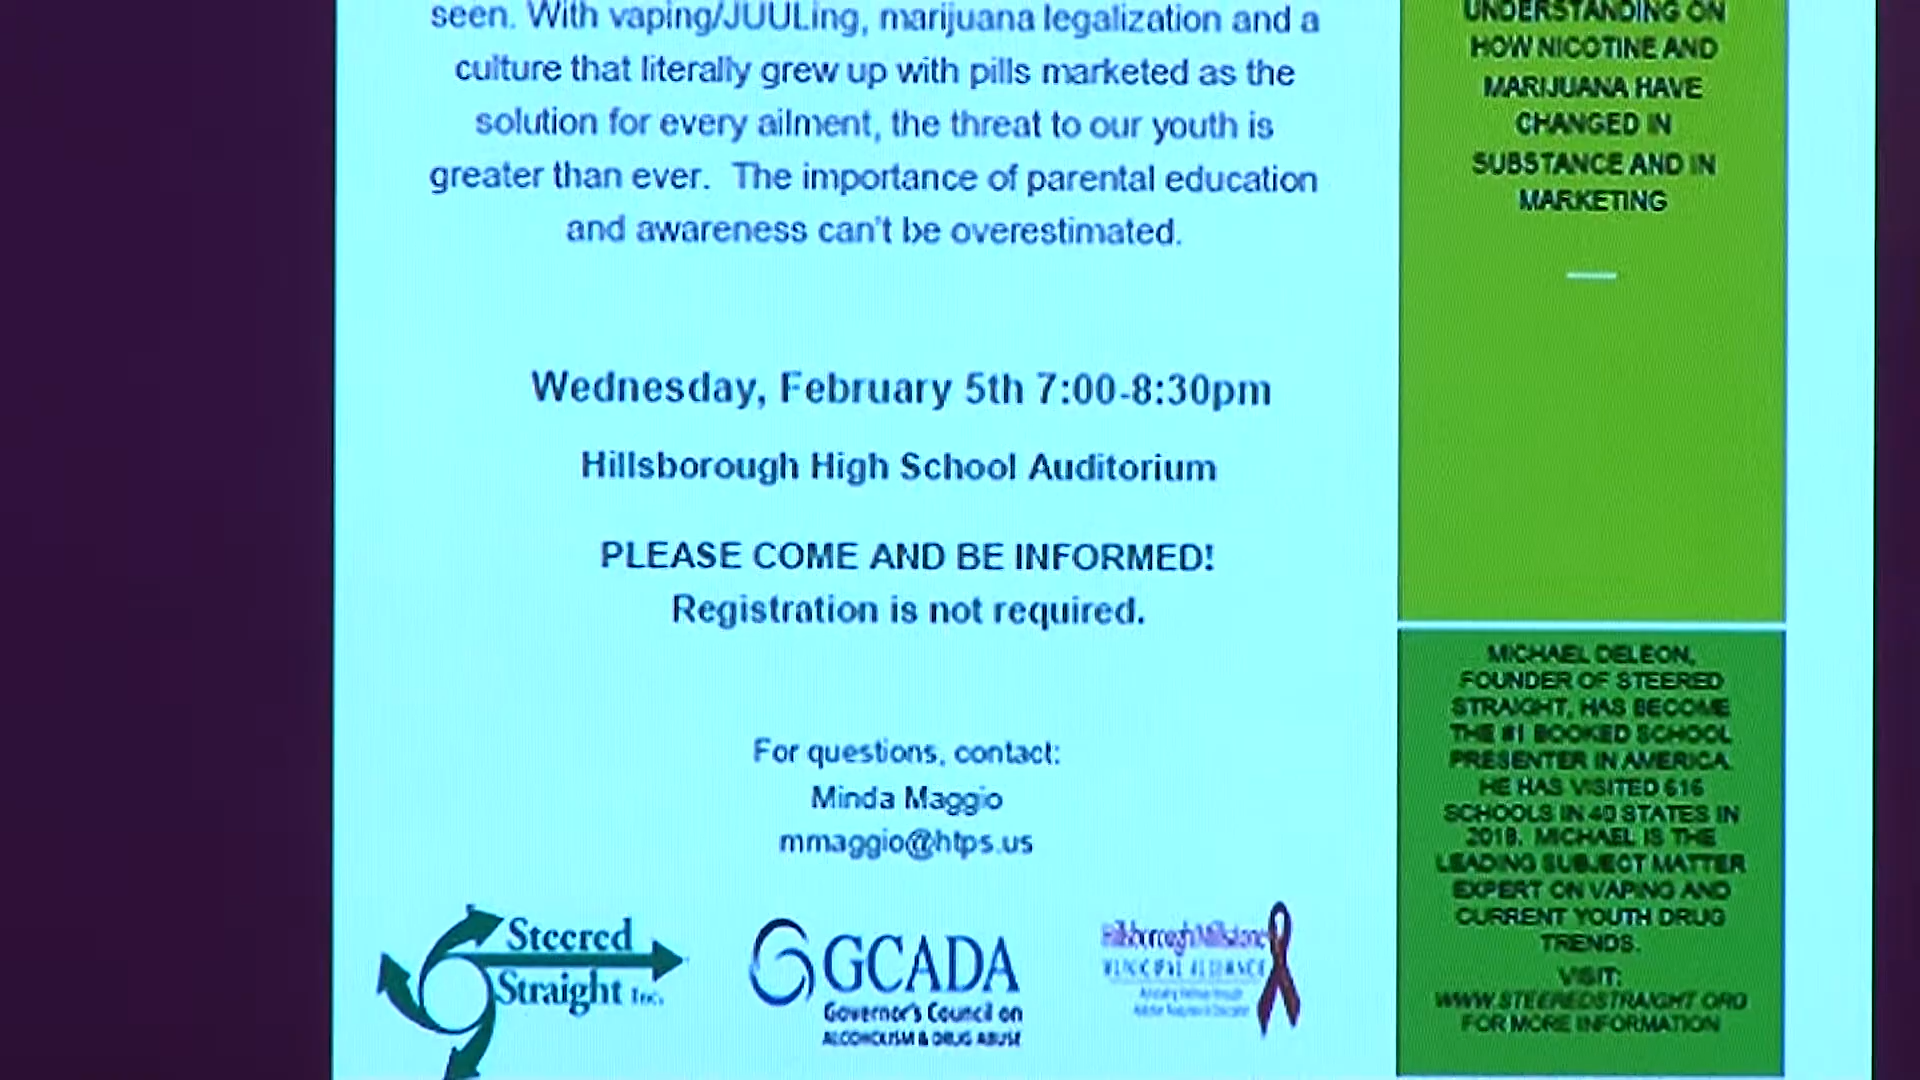 seen. With vaping/JUULing, marijuana legalization and a
culture that literally grew up with pills marketed as the
solution for every ailment, the threat to our youth is
greater than ever. The importance of parental education
and awareness can't be overestimated.
Wednesday, February 5th 7:00-8:30pm
Hillsborough High School Auditorium
PLEASE COME AND BE INFORMED!
Registration is not required.
For questions, contact:
Minda Maggio
mmaggio@htps.us
Steered
Straight Inc.
GCADA
Governor's Council on
ALCOHOLISM & DRUG ABUSE
Hillsborough Millstone
MUNICIPAL ALLIANCE
UNDERSTANDING ON
HOW NICOTINE AND
MARIJUANA HAVE
CHANGED IN
SUBSTANCE AND IN
MARKETING
MICHAEL DELEON,
FOUNDER OF STEERED
STRAIGHT, HAS BECOME
THE #1 BOOKED SCHOOL
PRESENTER IN AMERICA.
HE HAS VISITED 616
SCHOOLS IN 40 STATES IN
2018. MICHAEL IS THE
LEADING SUBJECT MATTER
EXPERT ON VAPING AND
CURRENT YOUTH DRUG
TRENDS.
VISIT:
WWW.STEEREDSTRAIGHT.ORG
FOR MORE INFORMATION